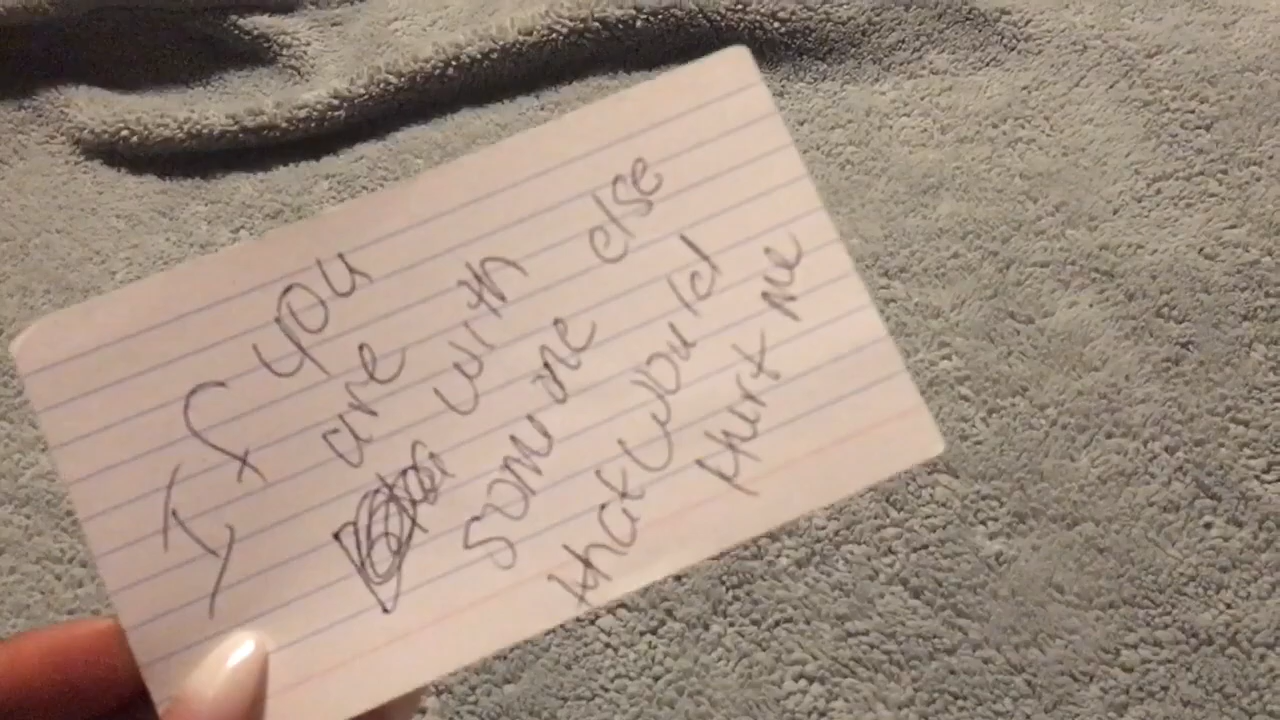 If you
are
with
someone else
that would
Hurt me